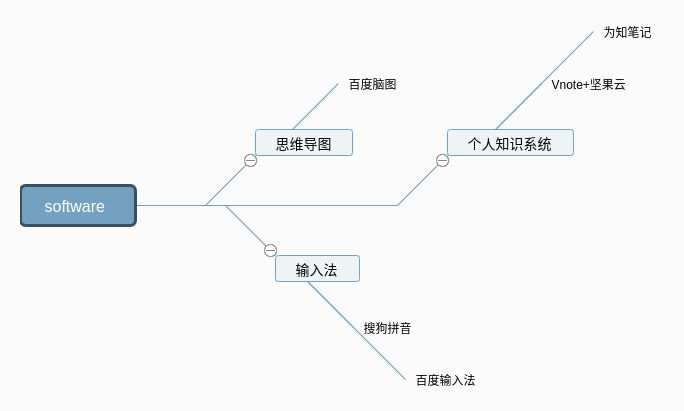 为知笔记
百度脑图
Vnote+坚果云
思维导图
个人知识系统
software
输入法
搜狗拼音
百度输入法